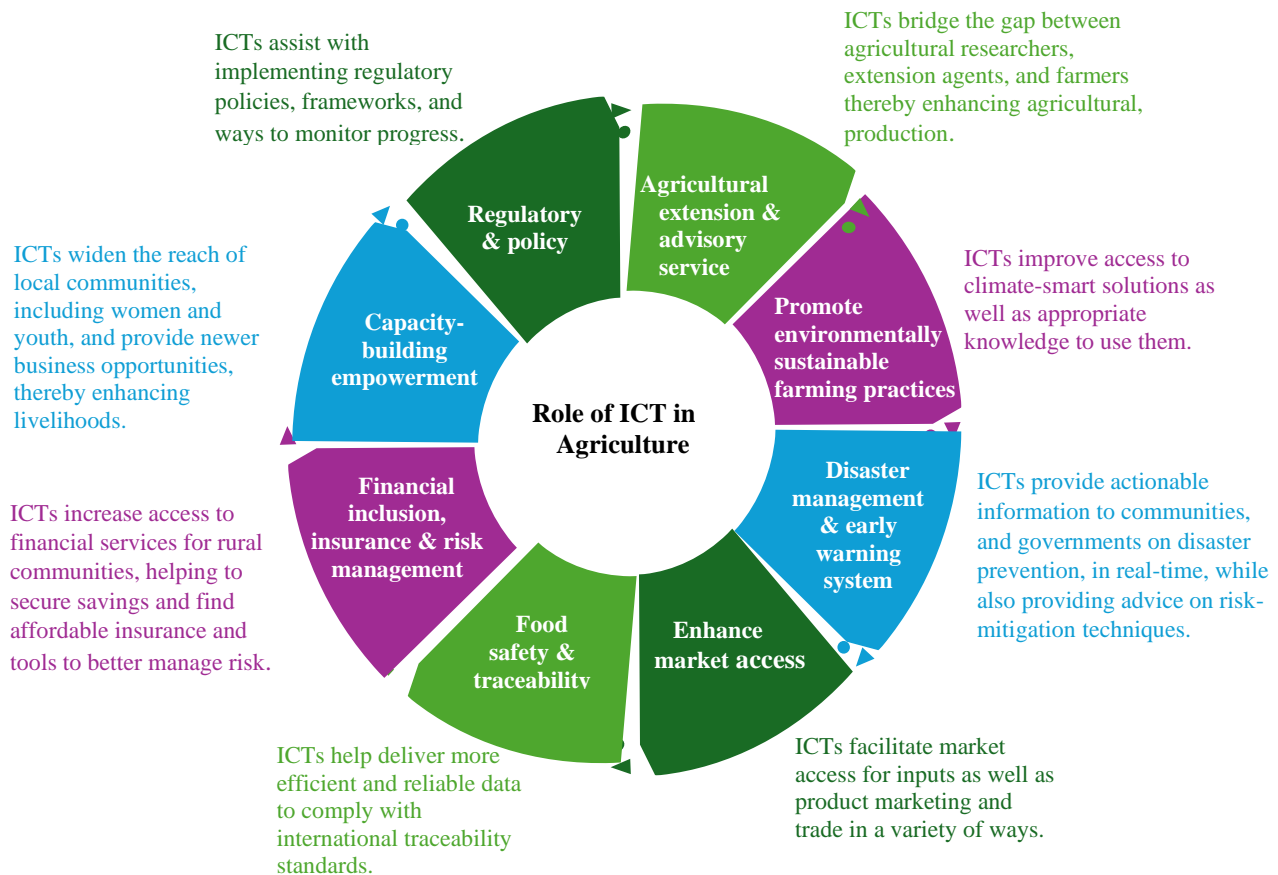 ICTs assist with
implementing regulatory
policies, frameworks, and
ways to monitor progress.
ICTs bridge the gap between
agricultural researchers,
extension agents, and farmers
thereby enhancing agricultural,
production.
Regulatory
& policy
Agricultural
extension &
advisory
service
ICTs widen the reach of
local communities,
including women and
youth, and provide newer
business opportunities,
thereby enhancing
livelihoods.
Capacity-
building
empowerment
Promote
environmentally
sustainable
farming practices
ICTs improve access to
climate-smart solutions as
well as appropriate
knowledge to use them.
Role of ICT in
Agriculture
ICTs increase access to
financial services for rural
communities, helping to
secure savings and find
affordable insurance and
tools to better manage risk.
Financial
inclusion,
insurance & risk
management
Disaster
management
& early
warning
system
ICTs provide actionable
information to communities,
and governments on disaster
prevention, in real-time, while
also providing advice on risk-
mitigation techniques.
Food
safety &
traceability
Enhance
market access
ICTs help deliver more
efficient and reliable data
to comply with
international traceability
standards.
ICTs facilitate market
access for inputs as well as
product marketing and
trade in a variety of ways.